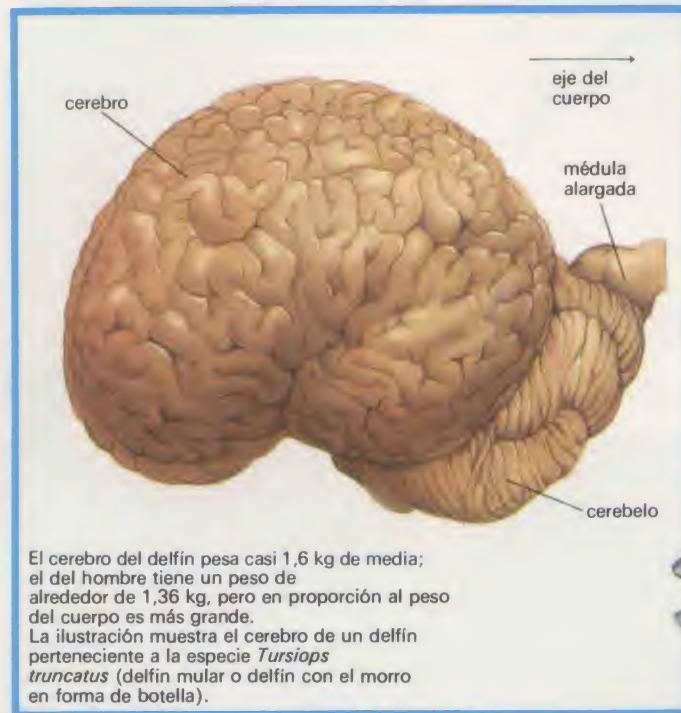 eje del
cuerpo
cerebro
médula
alargada
cerebelo
El cerebro del delfín pesa casi 1,6 kg de media;
el del hombre tiene un peso de
alrededor de 1,36 kg, pero en proporción al peso
del cuerpo es más grande.
La ilustración muestra el cerebro de un delfín
perteneciente a la especie Tursiops
truncatus (delfín mular o delfín con el morro
en forma de botella).